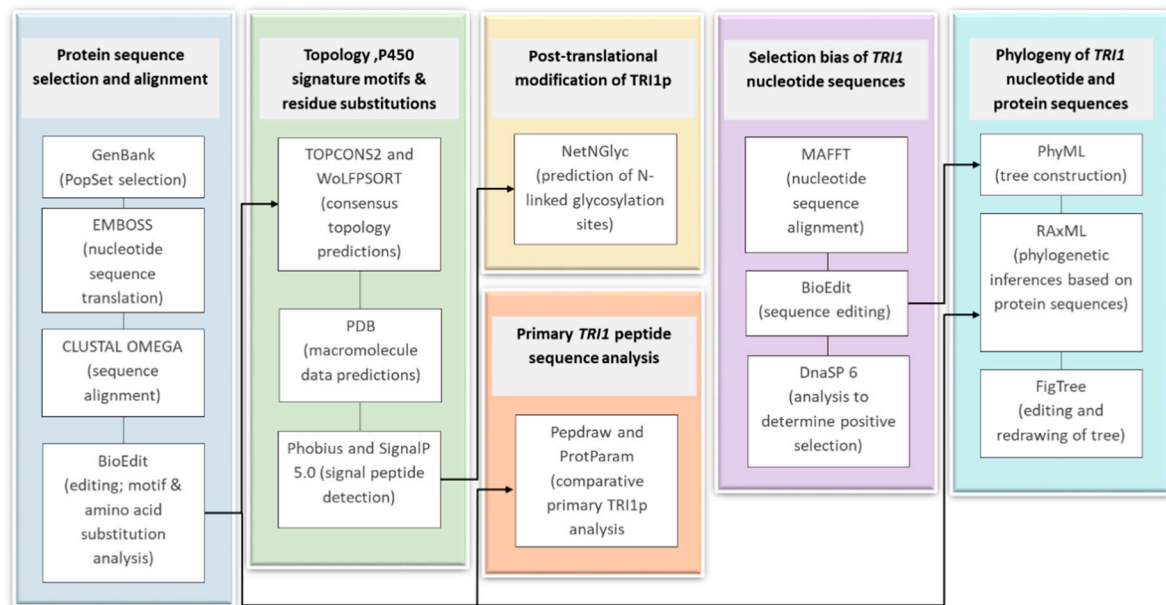 Protein sequence
selection and alignment
GenBank
(PopSet selection)
EMBOSS
(nucleotide
sequence
translation)
CLUSTAL OMEGA
(sequence
alignment)
BioEdit
(editing; motif &
amino acid
substitution
analysis)
Topology ,P450
signature motifs &
residue substitutions
TOPCONS2 and
WoLFPSORT
(consensus
topology
predictions)
PDB
(macromolecule
data predictions)
Phobius and SignalP
5.0 (signal peptide
detection)
Post-translational
modification of TRI1p
NetNGlyc
(prediction of N-
linked glycosylation
sites)
Primary TRI1 peptide
sequence analysis
Pepdraw and
ProtParam
(comparative
primary TRI1p
analysis
Selection bias of TRI1
nucleotide sequences
MAFFT
(nucleotide
sequence
alignment)
BioEdit
(sequence editing)
DnaSP 6
(analysis to
determine positive
selection)
Phylogeny of TRI1
nucleotide and
protein sequences
PhyML
(tree construction)
RAxML
(phylogenetic
inferences based on
protein sequences)
FigTree
(editing and
redrawing of tree)